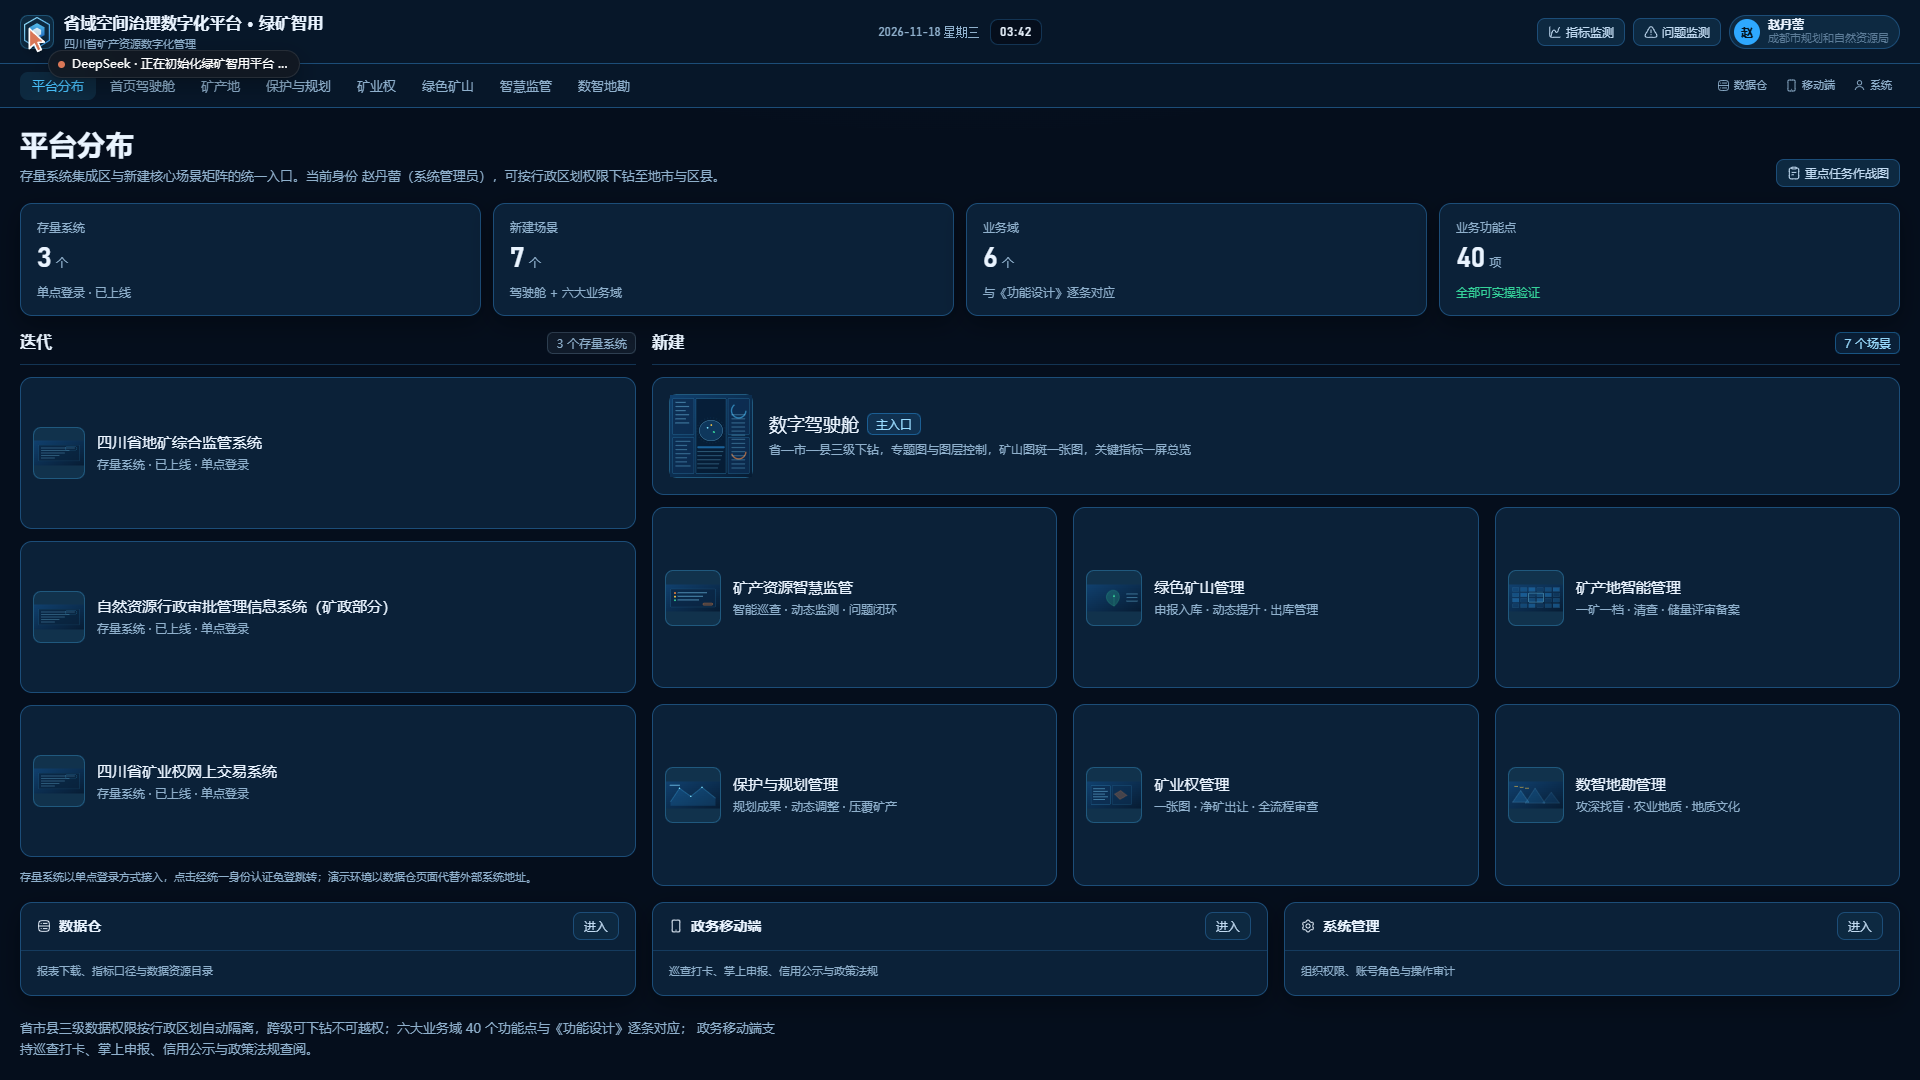 省域空间治理数字化平台 • 绿矿智用
四川省矿产资源数字化管理
2026-11-18 星期三
03:42
指标监测
问题监测
赵
赵丹蕾
成都市规划和自然资源局
DeepSeek · 正在初始化绿矿智用平台 ...
平台分布
首页驾驶舱
矿产地
保护与规划
矿业权
绿色矿山
智慧监管
数智地勘
数据仓
移动端
系统
平台分布
存量系统集成区与新建核心场景矩阵的统一入口。当前身份 赵丹蕾（系统管理员），可按行政区划权限下钻至地市与区县。
重点任务作战图
存量系统
3 个
单点登录 · 已上线
新建场景
7 个
驾驶舱 + 六大业务域
业务域
6 个
与《功能设计》逐条对应
业务功能点
40 项
全部可实操验证
迭代
3 个存量系统
新建
7 个场景
四川省地矿综合监管系统
存量系统 · 已上线 · 单点登录
自然资源行政审批管理信息系统（矿政部分）
存量系统 · 已上线 · 单点登录
四川省矿业权网上交易系统
存量系统 · 已上线 · 单点登录
存量系统以单点登录方式接入，点击经统一身份认证免登跳转；演示环境以数据仓页面代替外部系统地址。
数字驾驶舱
主入口
省—市—县三级下钻，专题图与图层控制，矿山图斑一张图，关键指标一屏总览
矿产资源智慧监管
智能巡查 · 动态监测 · 问题闭环
绿色矿山管理
申报入库 · 动态提升 · 出库管理
矿产地智能管理
一矿一档 · 清查 · 储量评审备案
保护与规划管理
规划成果 · 动态调整 · 压覆矿产
矿业权管理
一张图 · 净矿出让 · 全流程审查
数智地勘管理
攻深找盲 · 农业地质 · 地质文化
数据仓
进入
报表下载、指标口径与数据资源目录
政务移动端
进入
巡查打卡、掌上申报、信用公示与政策法规
系统管理
进入
组织权限、账号角色与操作审计
省市县三级数据权限按行政区划自动隔离，跨级可下钻不可越权；六大业务域 40 个功能点与《功能设计》逐条对应； 政务移动端支
持巡查打卡、掌上申报、信用公示与政策法规查阅。